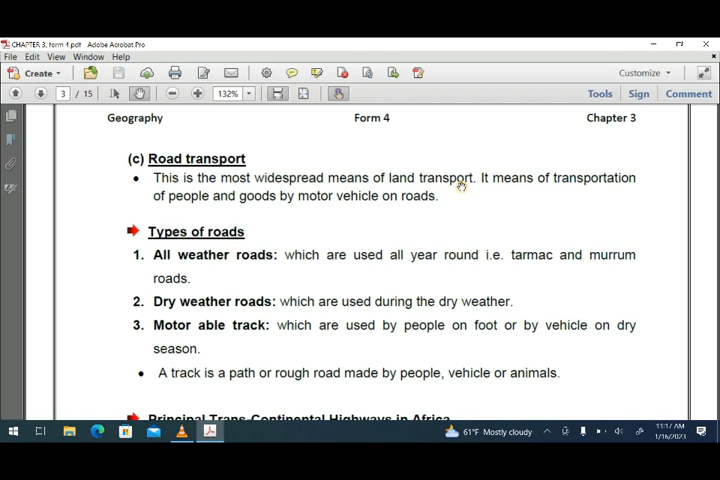 CHAPTER 3, form 4.pdf - Adobe Acrobat Pro
File Edit View Window Help
Create
Customize
3 / 15
132%
Tools Sign Comment
Geography Form 4 Chapter 3
(c) Road transport
• This is the most widespread means of land transport. It means of transportation
of people and goods by motor vehicle on roads.
Types of roads
1. All weather roads: which are used all year round i.e. tarmac and murrum
roads.
2. Dry weather roads: which are used during the dry weather.
3. Motor able track: which are used by people on foot or by vehicle on dry
season.
• A track is a path or rough road made by people, vehicle or animals.
Principal Trans-Continental Highways in Africa
61°F Mostly cloudy
11:17 AM
1/16/2023